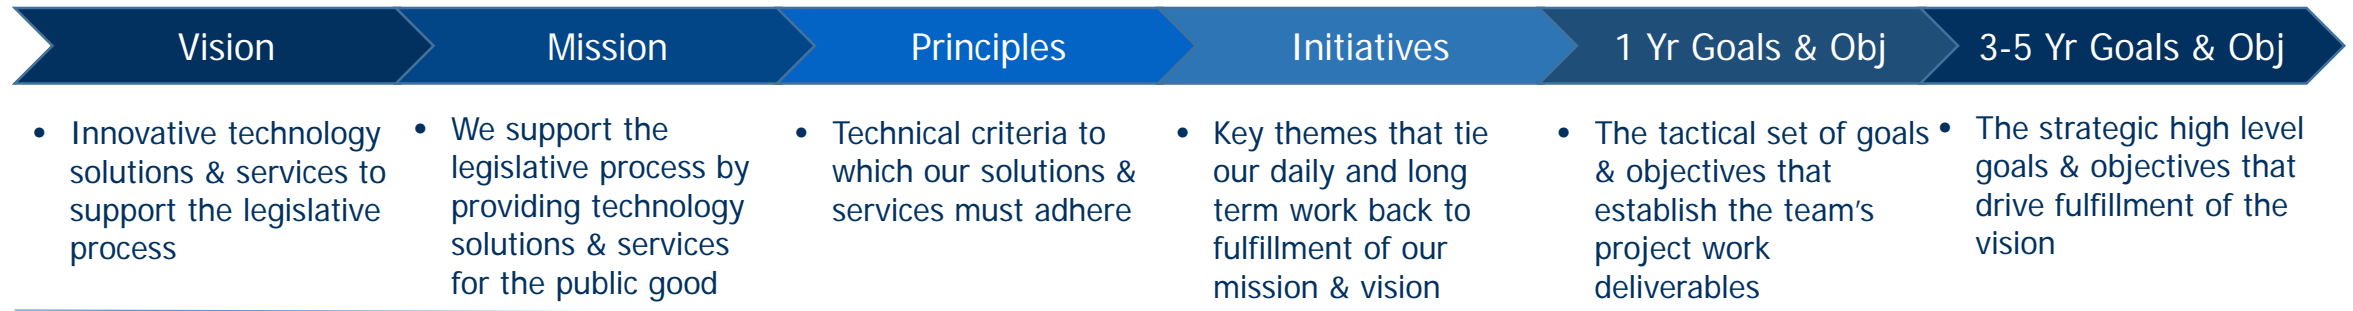 Vision
Mission
Principles
Initiatives
1 Yr Goals & Obj
3-5 Yr Goals & Obj
• Innovative technology
solutions & services to
support the legislative
process
• We support the
legislative process by
providing technology
solutions & services
for the public good
• Technical criteria to
which our solutions &
services must adhere
• Key themes that tie
our daily and long
term work back to
fulfillment of our
mission & vision
• The tactical set of goals
& objectives that
establish the team's
project work
deliverables
• The strategic high level
goals & objectives that
drive fulfillment of the
vision